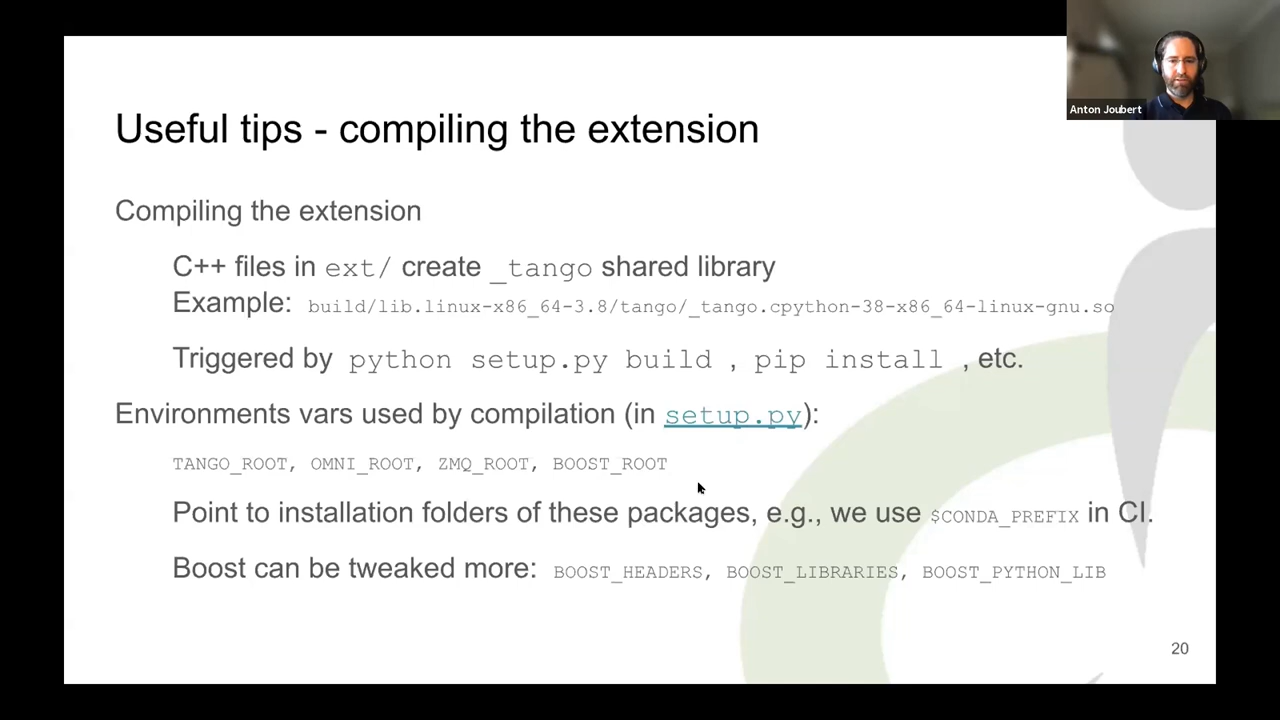 Anton Joubert
Useful tips - compiling the extension
Compiling the extension
C++ files in ext/ create _tango shared library
Example: build/lib.linux-x86_64-3.8/tango/_tango.cpython-38-x86_64-linux-gnu.so
Triggered by python setup.py build , pip install , etc.
Environments vars used by compilation (in setup.py):
TANGO_ROOT, OMNI_ROOT, ZMQ_ROOT, BOOST_ROOT
Point to installation folders of these packages, e.g., we use $CONDA_PREFIX in CI.
Boost can be tweaked more: BOOST_HEADERS, BOOST_LIBRARIES, BOOST_PYTHON_LIB
20